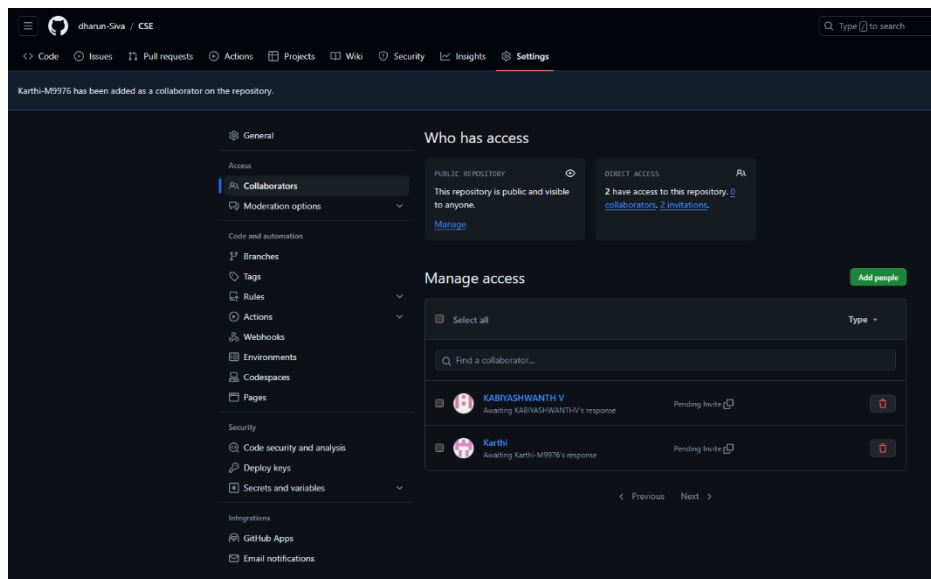 dharun-Siva / CSE
Type / to search
Code Issues Pull requests Actions Projects Wiki Security Insights Settings
Karthi-M9976 has been added as a collaborator on the repository.
General
Access
Collaborators
Moderation options
Code and automation
Branches
Tags
Rules
Actions
Webhooks
Environments
Codespaces
Pages
Security
Code security and analysis
Deploy keys
Secrets and variables
Integrations
GitHub Apps
Email notifications
Who has access
PUBLIC REPOSITORY
This repository is public and visible
to anyone.
Manage
DIRECT ACCESS
2 have access to this repository. 0
collaborators. 2 invitations.
Manage access
Add people
Select all
Type
Find a collaborator...
KABIYASHWANTH V
Awaiting KABIYASHWANTHV's response
Pending Invite
Karthi
Awaiting Karthi-M9976's response
Pending Invite
Previous Next